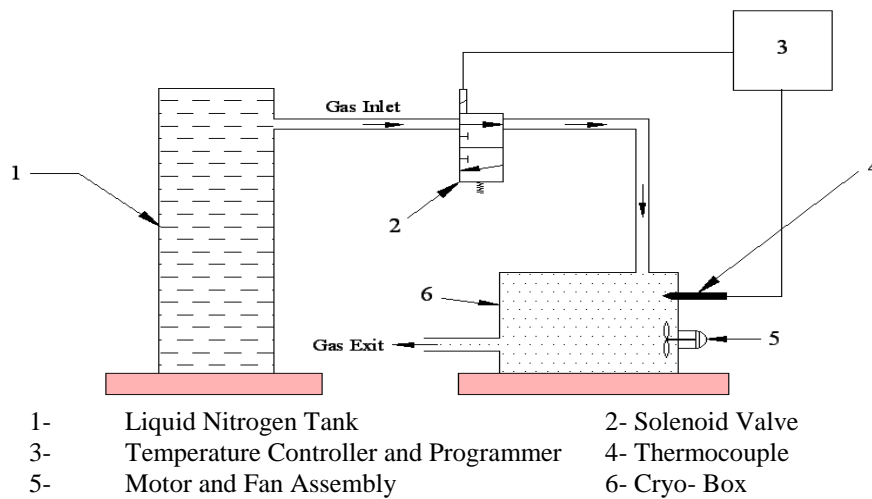 3
Gas Inlet
1
2
4
6
5
Gas Exit
1- Liquid Nitrogen Tank 2- Solenoid Valve
3- Temperature Controller and Programmer 4- Thermocouple
5- Motor and Fan Assembly 6- Cryo- Box